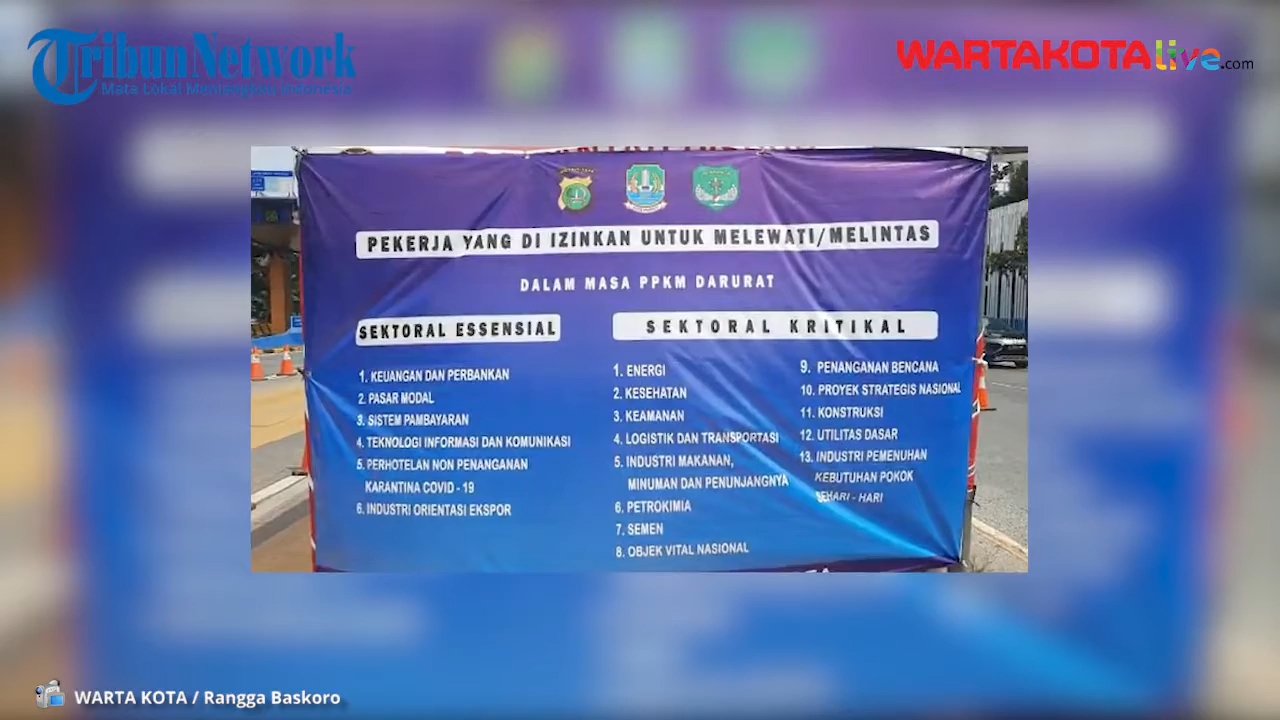 TribunNetwork
Mata Lokal Menjangkau Indonesia
WARTAKOTAlive.com
PEKERJA YANG DI IZINKAN UNTUK MELEWATI/MELINTAS
DALAM MASA PPKM DARURAT
SEKTORAL ESSENSIAL
1. KEUANGAN DAN PERBANKAN
2. PASAR MODAL
3. SISTEM PAMBAYARAN
4. TEKNOLOGI INFORMASI DAN KOMUNIKASI
5. PERHOTELAN NON PENANGANAN
KARANTINA COVID - 19
6. INDUSTRI ORIENTASI EKSPOR
SEKTORAL KRITIKAL
1. ENERGI
2. KESEHATAN
3. KEAMANAN
4. LOGISTIK DAN TRANSPORTASI
5. INDUSTRI MAKANAN,
MINUMAN DAN PENUNJANGNYA
6. PETROKIMIA
7. SEMEN
8. OBJEK VITAL NASIONAL
9. PENANGANAN BENCANA
10. PROYEK STRATEGIS NASIONAL
11. KONSTRUKSI
12. UTILITAS DASAR
13. INDUSTRI PEMENUHAN
KEBUTUHAN POKOK
SEHARI - HARI
WARTA KOTA / Rangga Baskoro